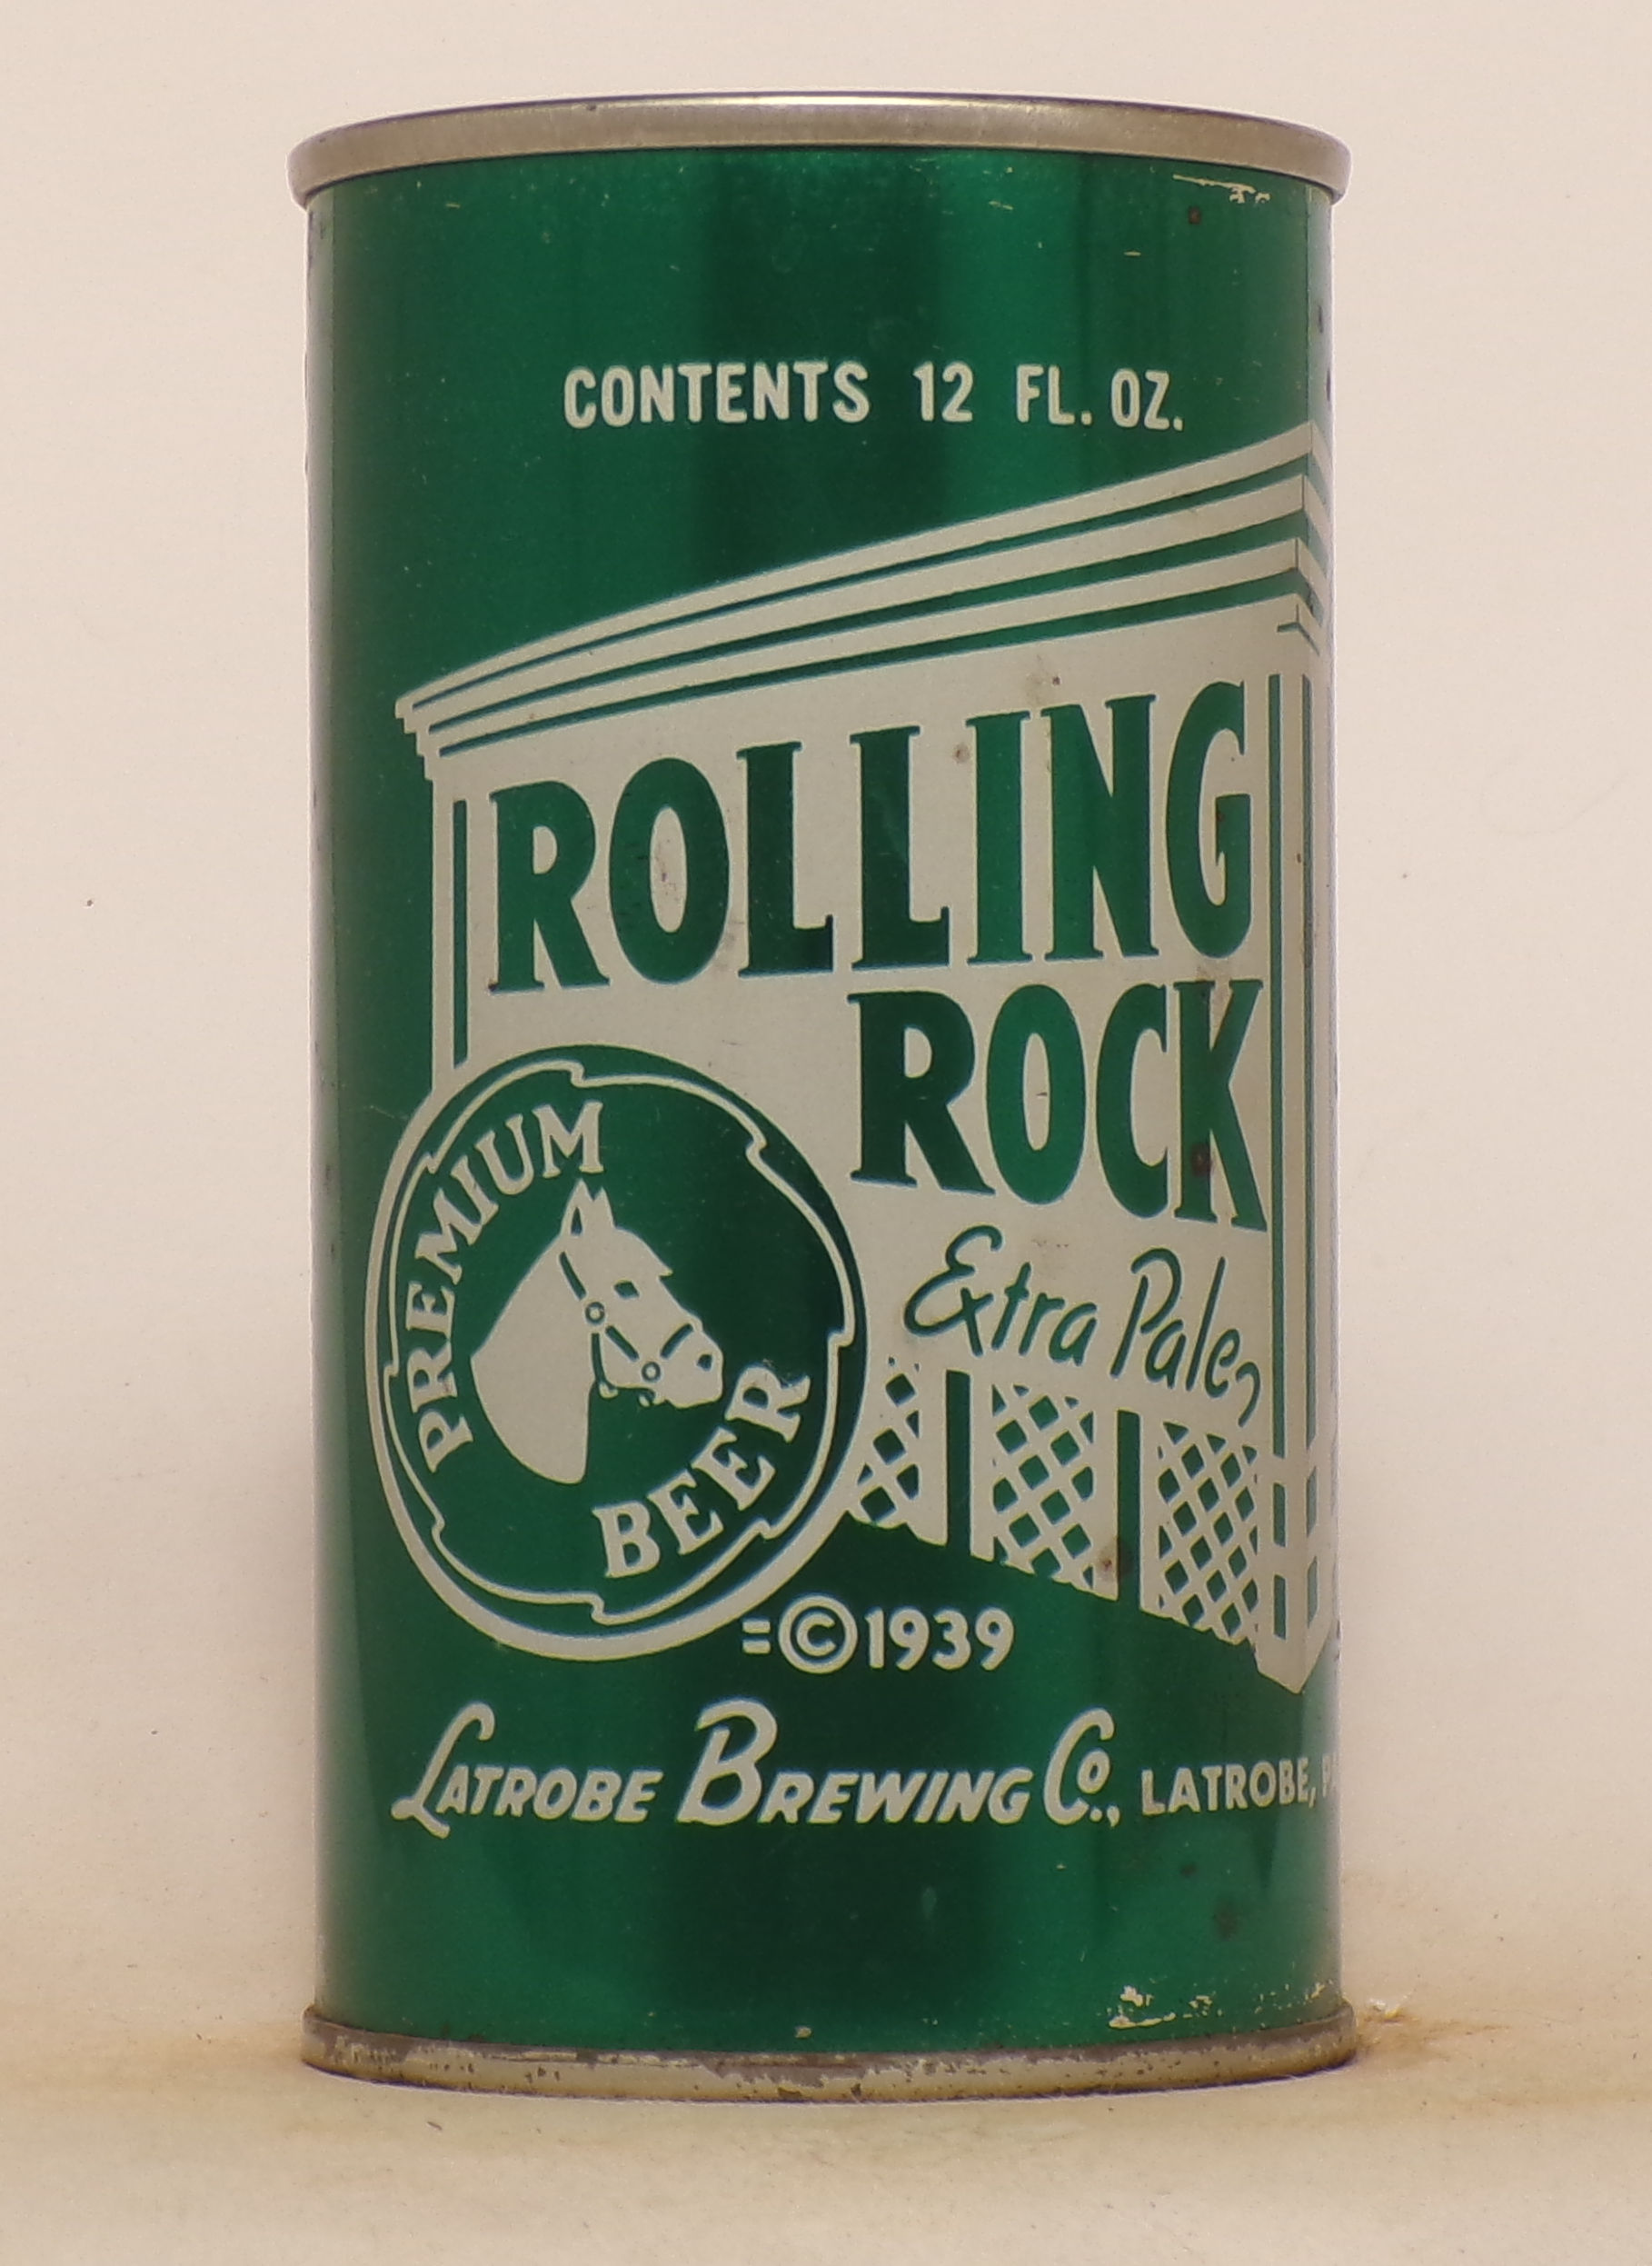 CONTENTS 12 FL. OZ.
ROLLING
ROCK
Extra Pale
PREMIUM
BEER
=©1939
LATROBE BREWING Co., LATROBE,